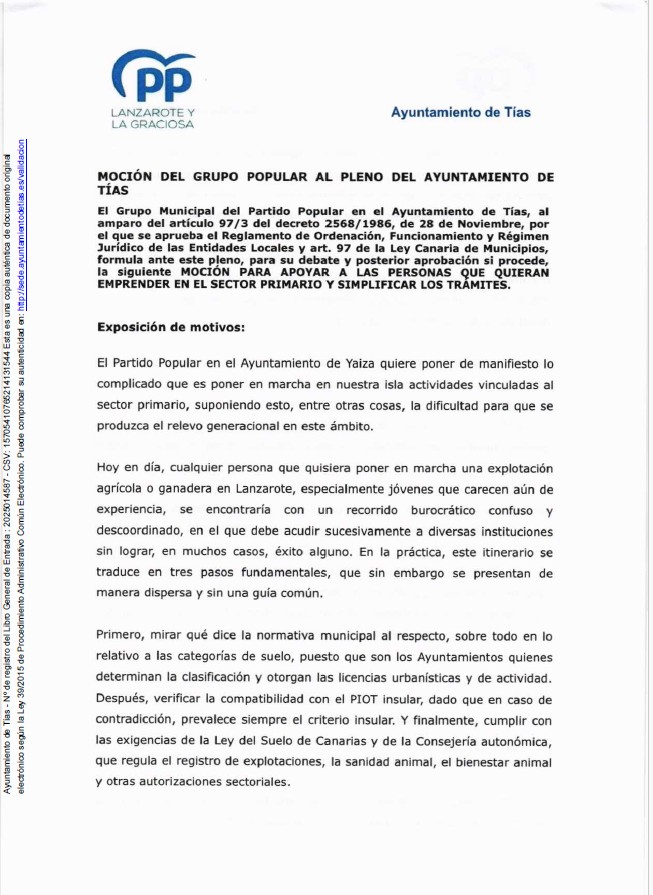 PP
LANZAROTE Y
LA GRACIOSA
Ayuntamiento de Tías
MOCIÓN DEL GRUPO POPULAR AL PLENO DEL AYUNTAMIENTO DE
TÍAS
El Grupo Municipal del Partido Popular en el Ayuntamiento de Tías, al
amparo del artículo 97/3 del decreto 2568/1986, de 28 de Noviembre, por
el que se aprueba el Reglamento de Ordenación, Funcionamiento y Régimen
Jurídico de las Entidades Locales y art. 97 de la Ley Canaria de Municipios,
formula ante este pleno, para su debate y posterior aprobación si procede,
la siguiente MOCIÓN PARA APOYAR A LAS PERSONAS QUE QUIERAN
EMPRENDER EN EL SECTOR PRIMARIO Y SIMPLIFICAR LOS TRÁMITES.
Exposición de motivos:
El Partido Popular en el Ayuntamiento de Yaiza quiere poner de manifiesto lo
complicado que es poner en marcha en nuestra isla actividades vinculadas al
sector primario, suponiendo esto, entre otras cosas, la dificultad para que se
produzca el relevo generacional en este ámbito.
Hoy en día, cualquier persona que quisiera poner en marcha una explotación
agrícola o ganadera en Lanzarote, especialmente jóvenes que carecen aún de
experiencia, se encontraría con un recorrido burocrático confuso y
descoordinado, en el que debe acudir sucesivamente a diversas instituciones
sin lograr, en muchos casos, éxito alguno. En la práctica, este itinerario se
traduce en tres pasos fundamentales, que sin embargo se presentan de
manera dispersa y sin una guía común.
Primero, mirar qué dice la normativa municipal al respecto, sobre todo en lo
relativo a las categorías de suelo, puesto que son los Ayuntamientos quienes
determinan la clasificación y otorgan las licencias urbanísticas y de actividad.
Después, verificar la compatibilidad con el PIOT insular, dado que en caso de
contradicción, prevalece siempre el criterio insular. Y finalmente, cumplir con
las exigencias de la Ley del Suelo de Canarias y de la Consejería autonómica,
que regula el registro de explotaciones, la sanidad animal, el bienestar animal
y otras autorizaciones sectoriales.
Ayuntamiento de Tías - Nº de registro del Libro General de Entrada : 2025014587 - CSV: 15705410765214131544 Esta es una copia auténtica de documento original
electrónico según la Ley 39/2015 de Procedimiento Administrativo Común Electrónico. Puede comprobar su autenticidad en: http://sede.ayuntamientodetias.es/validacion